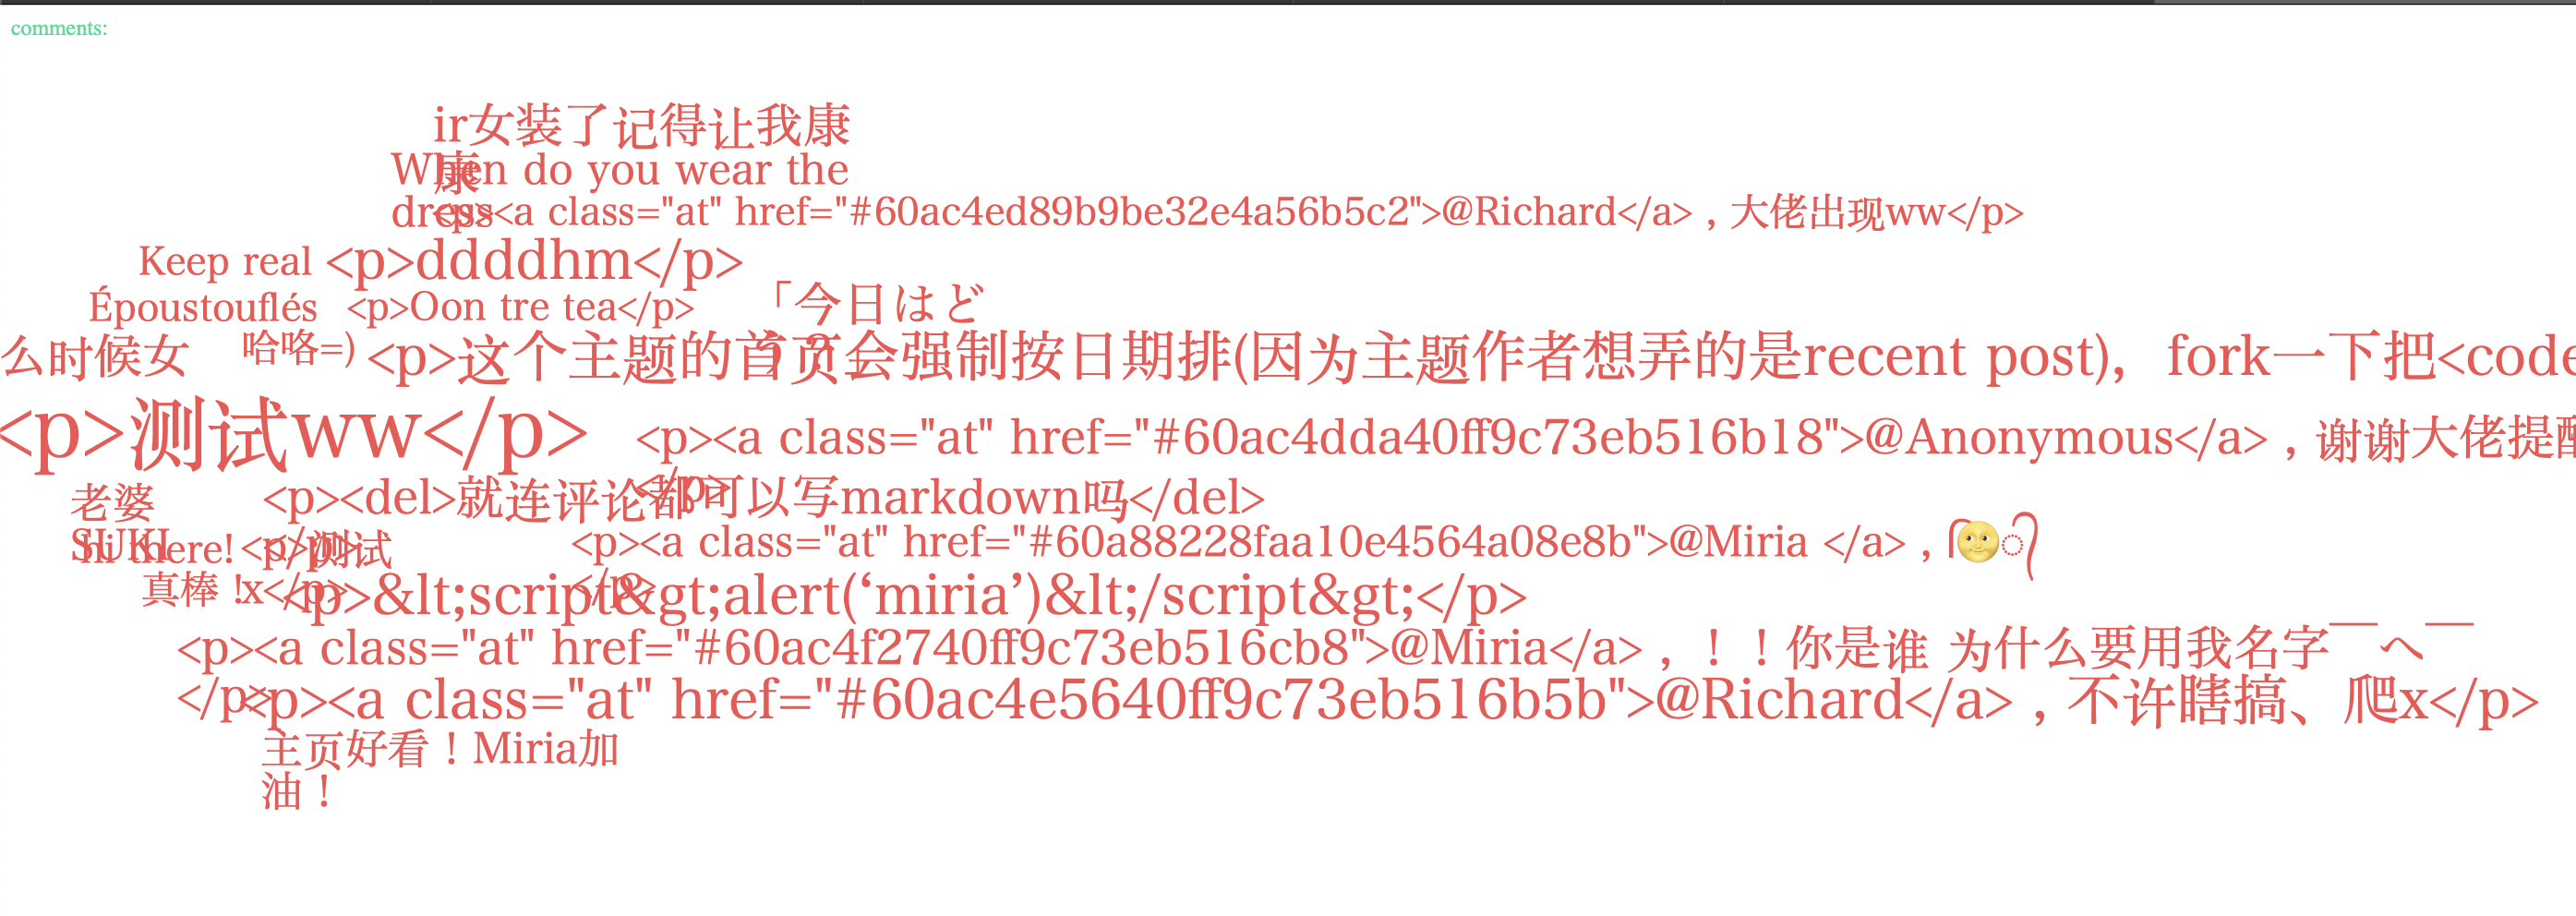 comments:
ir女装了记得让我康
康
When do you wear the
dress
<p><a class="at" href="#60ac4ed89b9be32e4a56b5c2">@Richard</a> , 大佬出现ww</p>
Keep real
<p>ddddhm</p>
Époustouflés
<p>Oon tre tea</p>
「今日はど
う？」
么时候女
哈咯=)
<p>这个主题的首页会强制按日期排(因为主题作者想弄的是recent post)，fork一下把<code
<p>测试ww</p>
<p><a class="at" href="#60ac4dda40ff9c73eb516b18">@Anonymous</a> , 谢谢大佬提醒
</p>
老婆
SUKI
<p><del>就连评论都可以写markdown吗</del>
</p>
hi there!
<p>测试
x</p>
<p><a class="at" href="#60a88228faa10e4564a08e8b">@Miria </a> , ᒋ🌝ᐣ
</p>
真棒！
<p>&lt;script&gt;alert(‘miria’)&lt;/script&gt;</p>
<p><a class="at" href="#60ac4f2740ff9c73eb516cb8">@Miria</a> , ！！你是谁 为什么要用我名字￣へ￣
</p>
<p><a class="at" href="#60ac4e5640ff9c73eb516b5b">@Richard</a> , 不许瞎搞、爬x</p>
主页好看！Miria加
油！